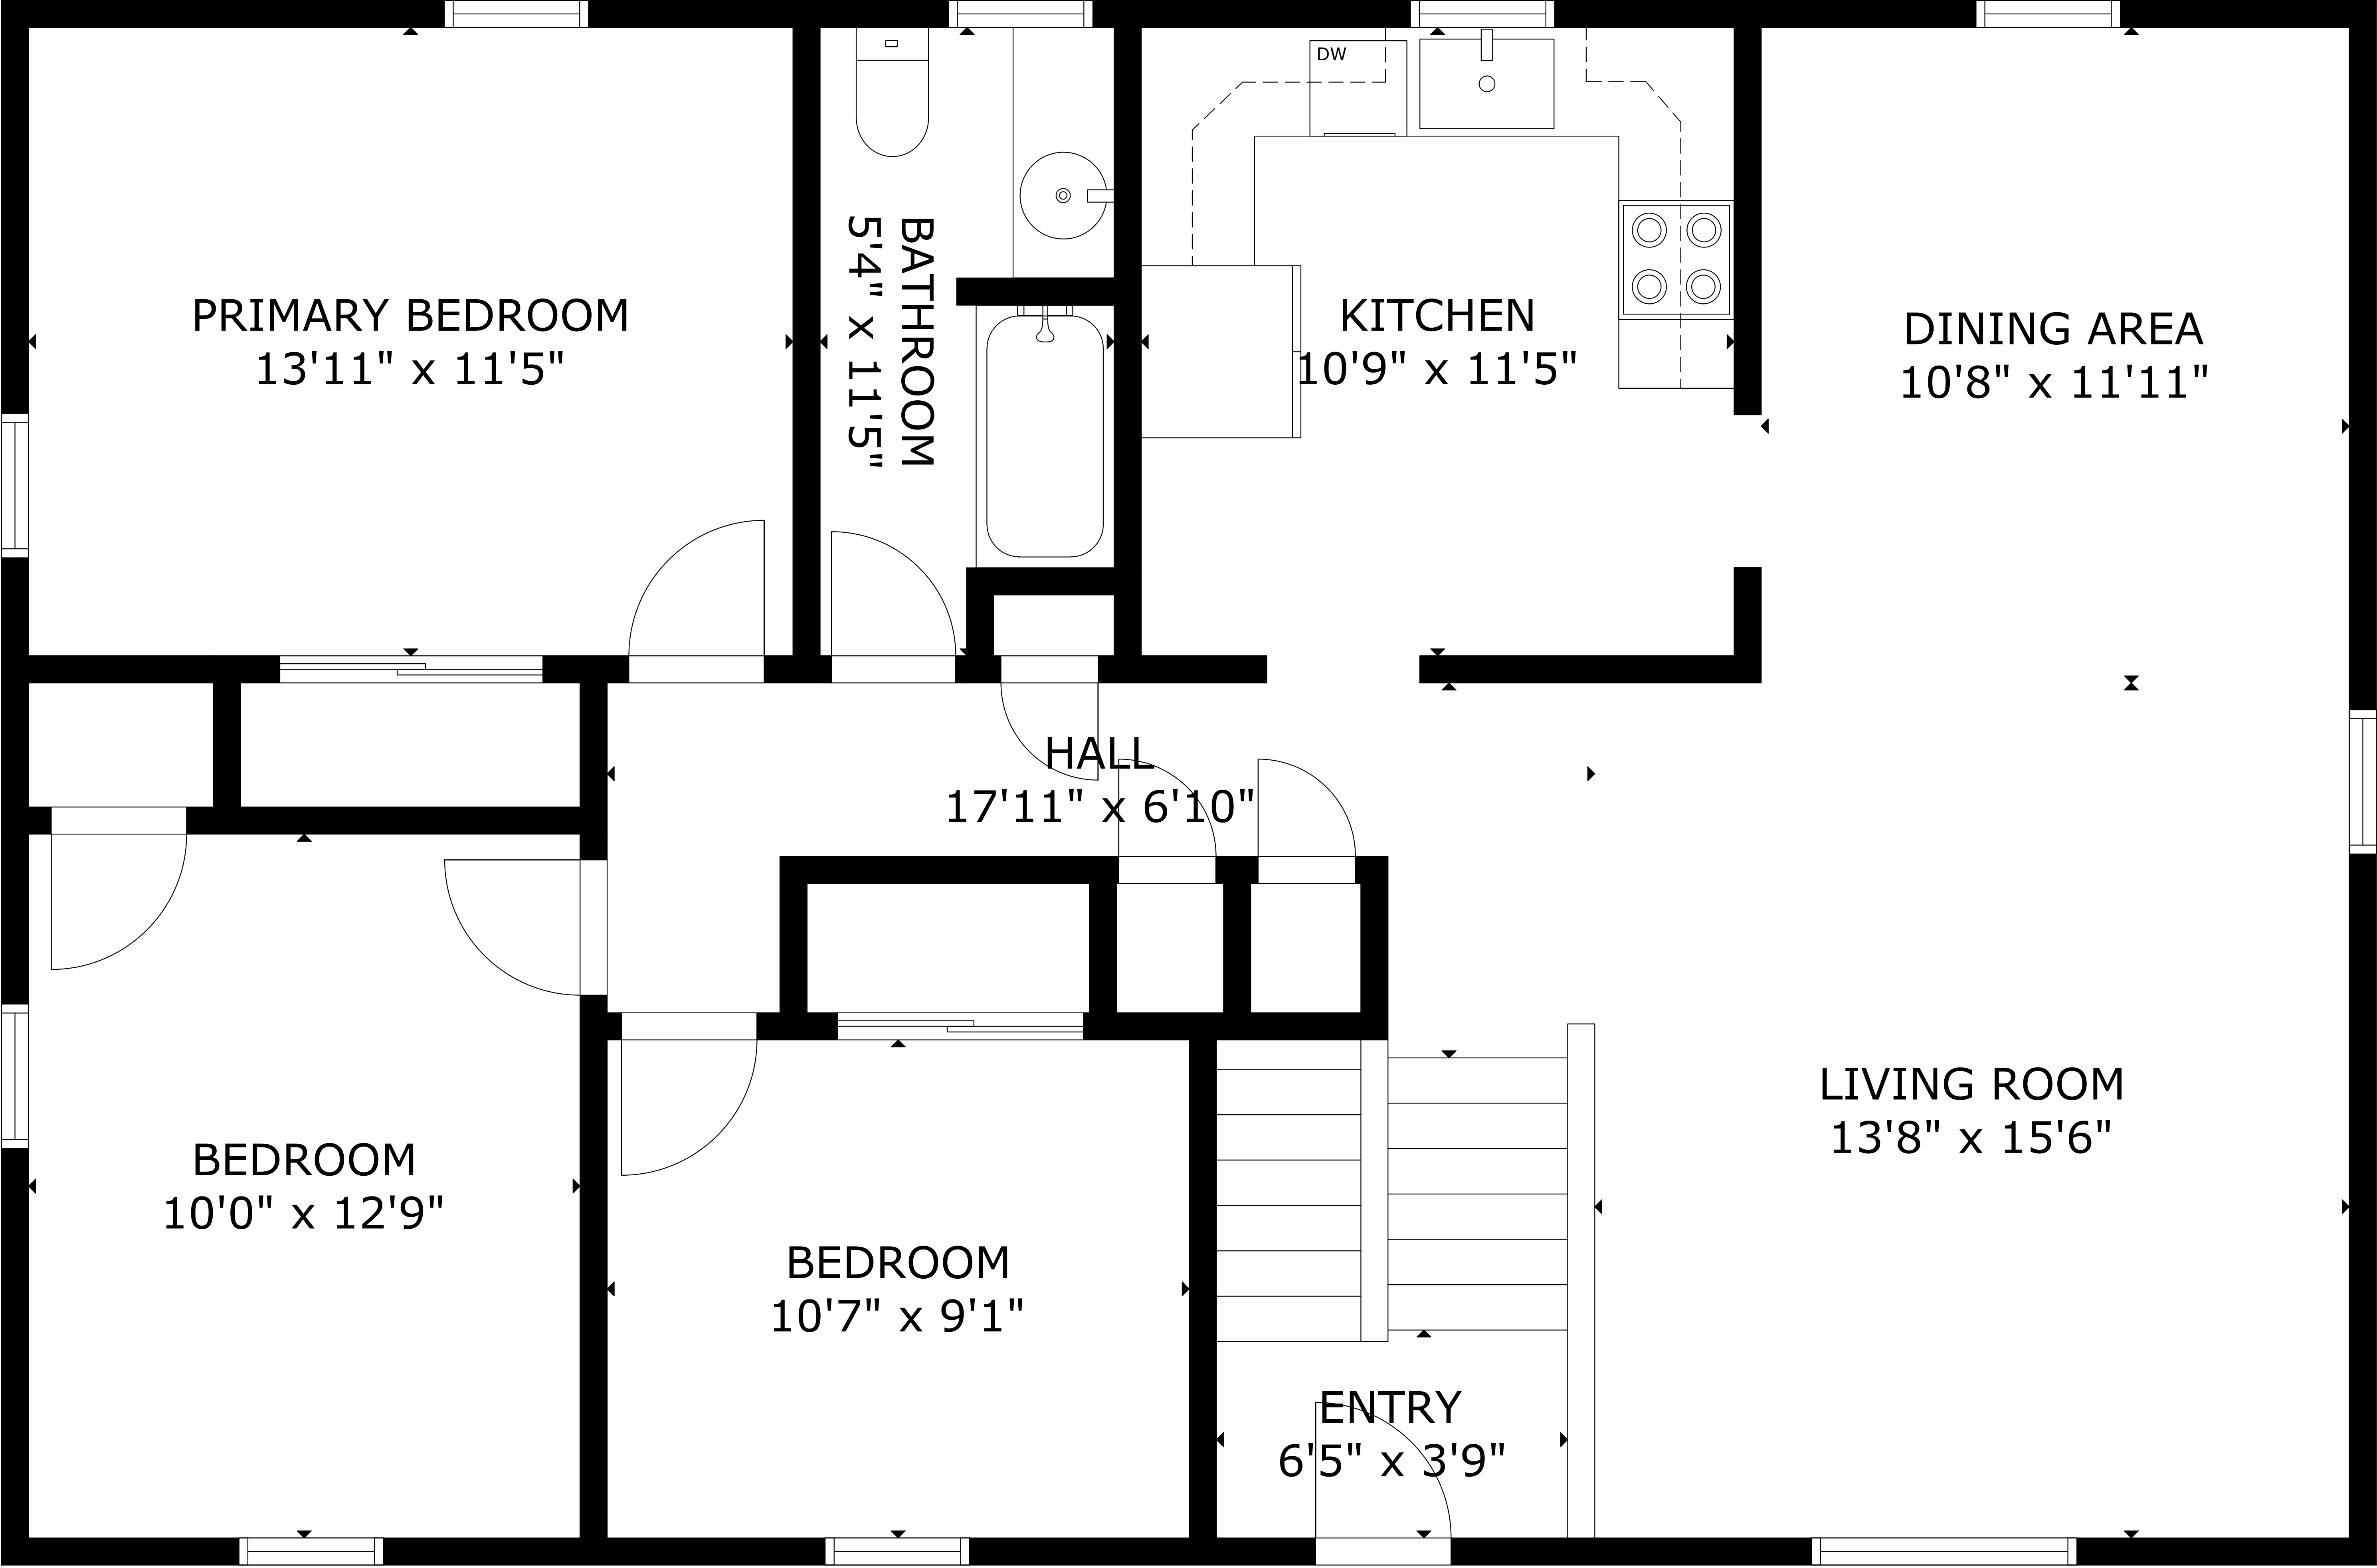 DW
PRIMARY BEDROOM
13'11" x 11'5"
BATHROOM
5'4" x 11'5"
KITCHEN
10'9" x 11'5"
DINING AREA
10'8" x 11'11"
HALL
17'11" x 6'10"
LIVING ROOM
13'8" x 15'6"
BEDROOM
10'0" x 12'9"
BEDROOM
10'7" x 9'1"
ENTRY
6'5" x 3'9"